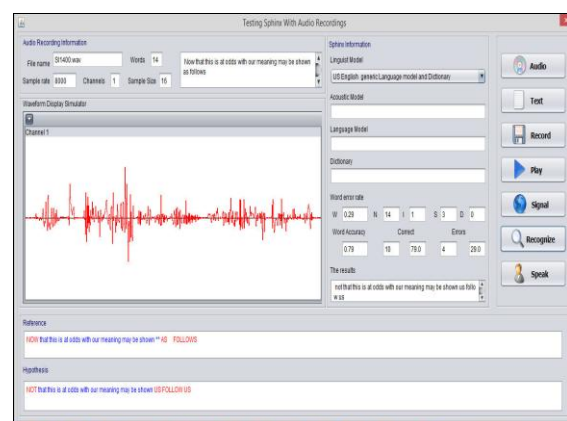 Testing Sphinx With Audio Recordings
Audio Recording Information
File name SI1400.wav Words 14
Sample rate 8000 Channels 1 Sample Size 16
Now that this is at odds with our meaning may be shown
as follows
Waveform Display Simulator
Channel 1
Sphinx Information
Linguist Model
US English generic Language model and Dictionary
Acoustic Model
Language Model
Dictionary
Word error rate
W 0.29 N 14 I 1 S 3 D 0
Word Accuracy Correct Errors
0.79 10 79.0 4 29.0
The results
not that this is at odds with our meaning may be shown us follo
w us
Audio
Text
Record
Play
Signal
Recognize
Speak
Reference
NOW that this is at odds with our meaning may be shown ** AS FOLLOWS
Hypothesis
NOT that this is at odds with our meaning may be shown US FOLLOW US